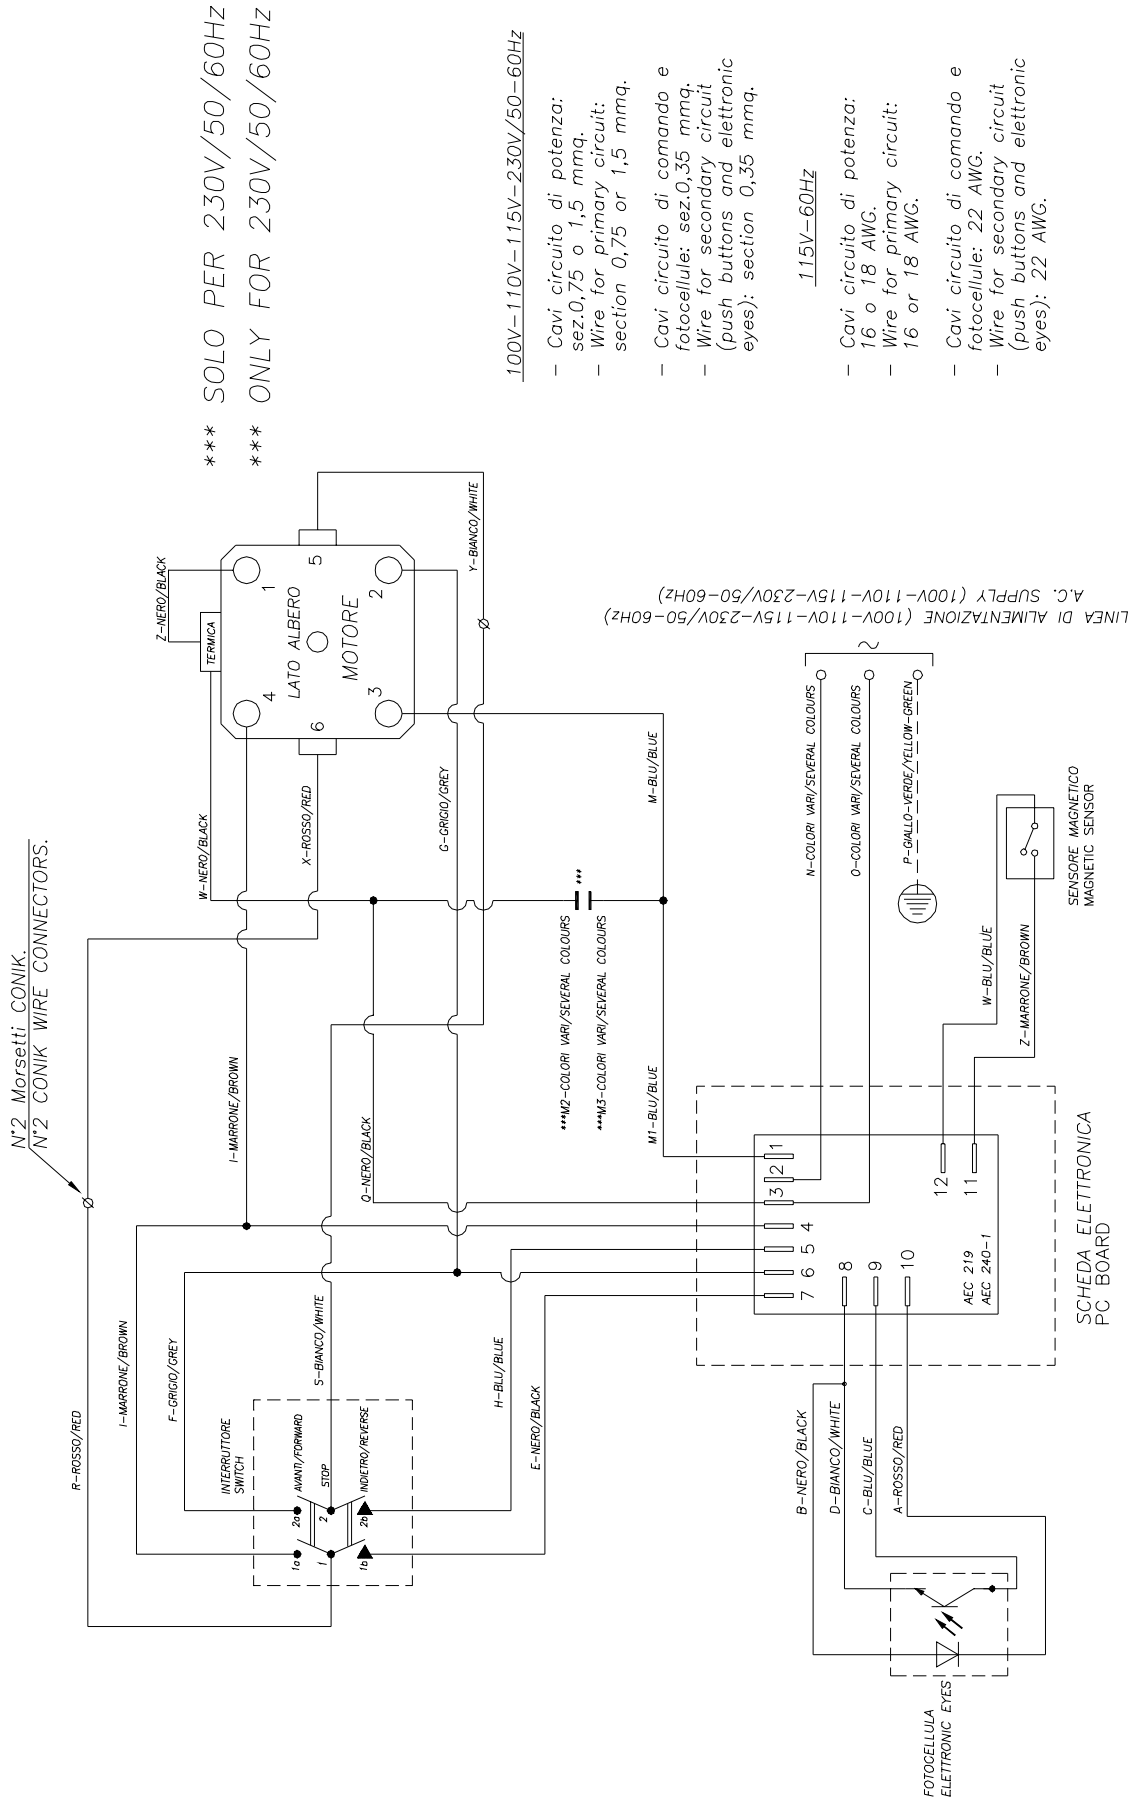 N°2 Morsetti CONIK.
N°2 CONIK WIRE CONNECTORS.
*** SOLO PER 230V/50/60Hz
*** ONLY FOR 230V/50/60Hz
R-ROSSO/RED
I-MARRONE/BROWN
F-GRIGIO/GREY
I-MARRONE/BROWN
W-NERO/BLACK
Z-NERO/BLACK
TERMICA
LATO ALBERO
MOTORE
4
1
6
5
3
2
X-ROSSO/RED
G-GRIGIO/GREY
Y-BIANCO/WHITE
INTERRUTTORE
SWITCH
AVANTI/FORWARD
STOP
INDIETRO/REVERSE
1a
2a
1
2
1b
2b
S-BIANCO/WHITE
Q-NERO/BLACK
H-BLU/BLUE
E-NERO/BLACK
***M2-COLORI VARI/SEVERAL COLOURS
***M3-COLORI VARI/SEVERAL COLOURS
***
M1-BLU/BLUE
M-BLU/BLUE
100V-110V-115V-230V/50-60Hz
- Cavi circuito di potenza:
sez.0,75 o 1,5 mmq.
- Wire for primary circuit:
section 0,75 or 1,5 mmq.
- Cavi circuito di comando e
fotocellule: sez.0,35 mmq.
- Wire for secondary circuit
(push buttons and elettronic
eyes): section 0,35 mmq.
115V-60Hz
- Cavi circuito di potenza:
16 o 18 AWG.
- Wire for primary circuit:
16 or 18 AWG.
- Cavi circuito di comando e
fotocellule: 22 AWG.
- Wire for secondary circuit
(push buttons and elettronic
eyes): 22 AWG.
LINEA DI ALIMENTAZIONE (100V-110V-115V-230V/50-60Hz)
A.C. SUPPLY (100V-110V-115V-230V/50-60Hz)
~
N-COLORI VARI/SEVERAL COLOURS
O-COLORI VARI/SEVERAL COLOURS
P-GIALLO-VERDE/YELLOW-GREEN
W-BLU/BLUE
Z-MARRONE/BROWN
SENSORE MAGNETICO
MAGNETIC SENSOR
7
6
5
4
3
2
1
8
9
10
12
11
AEC 219
AEC 240-1
SCHEDA ELETTRONICA
PC BOARD
B-NERO/BLACK
D-BIANCO/WHITE
C-BLU/BLUE
A-ROSSO/RED
FOTOCELLULA
ELETTRONIC EYES